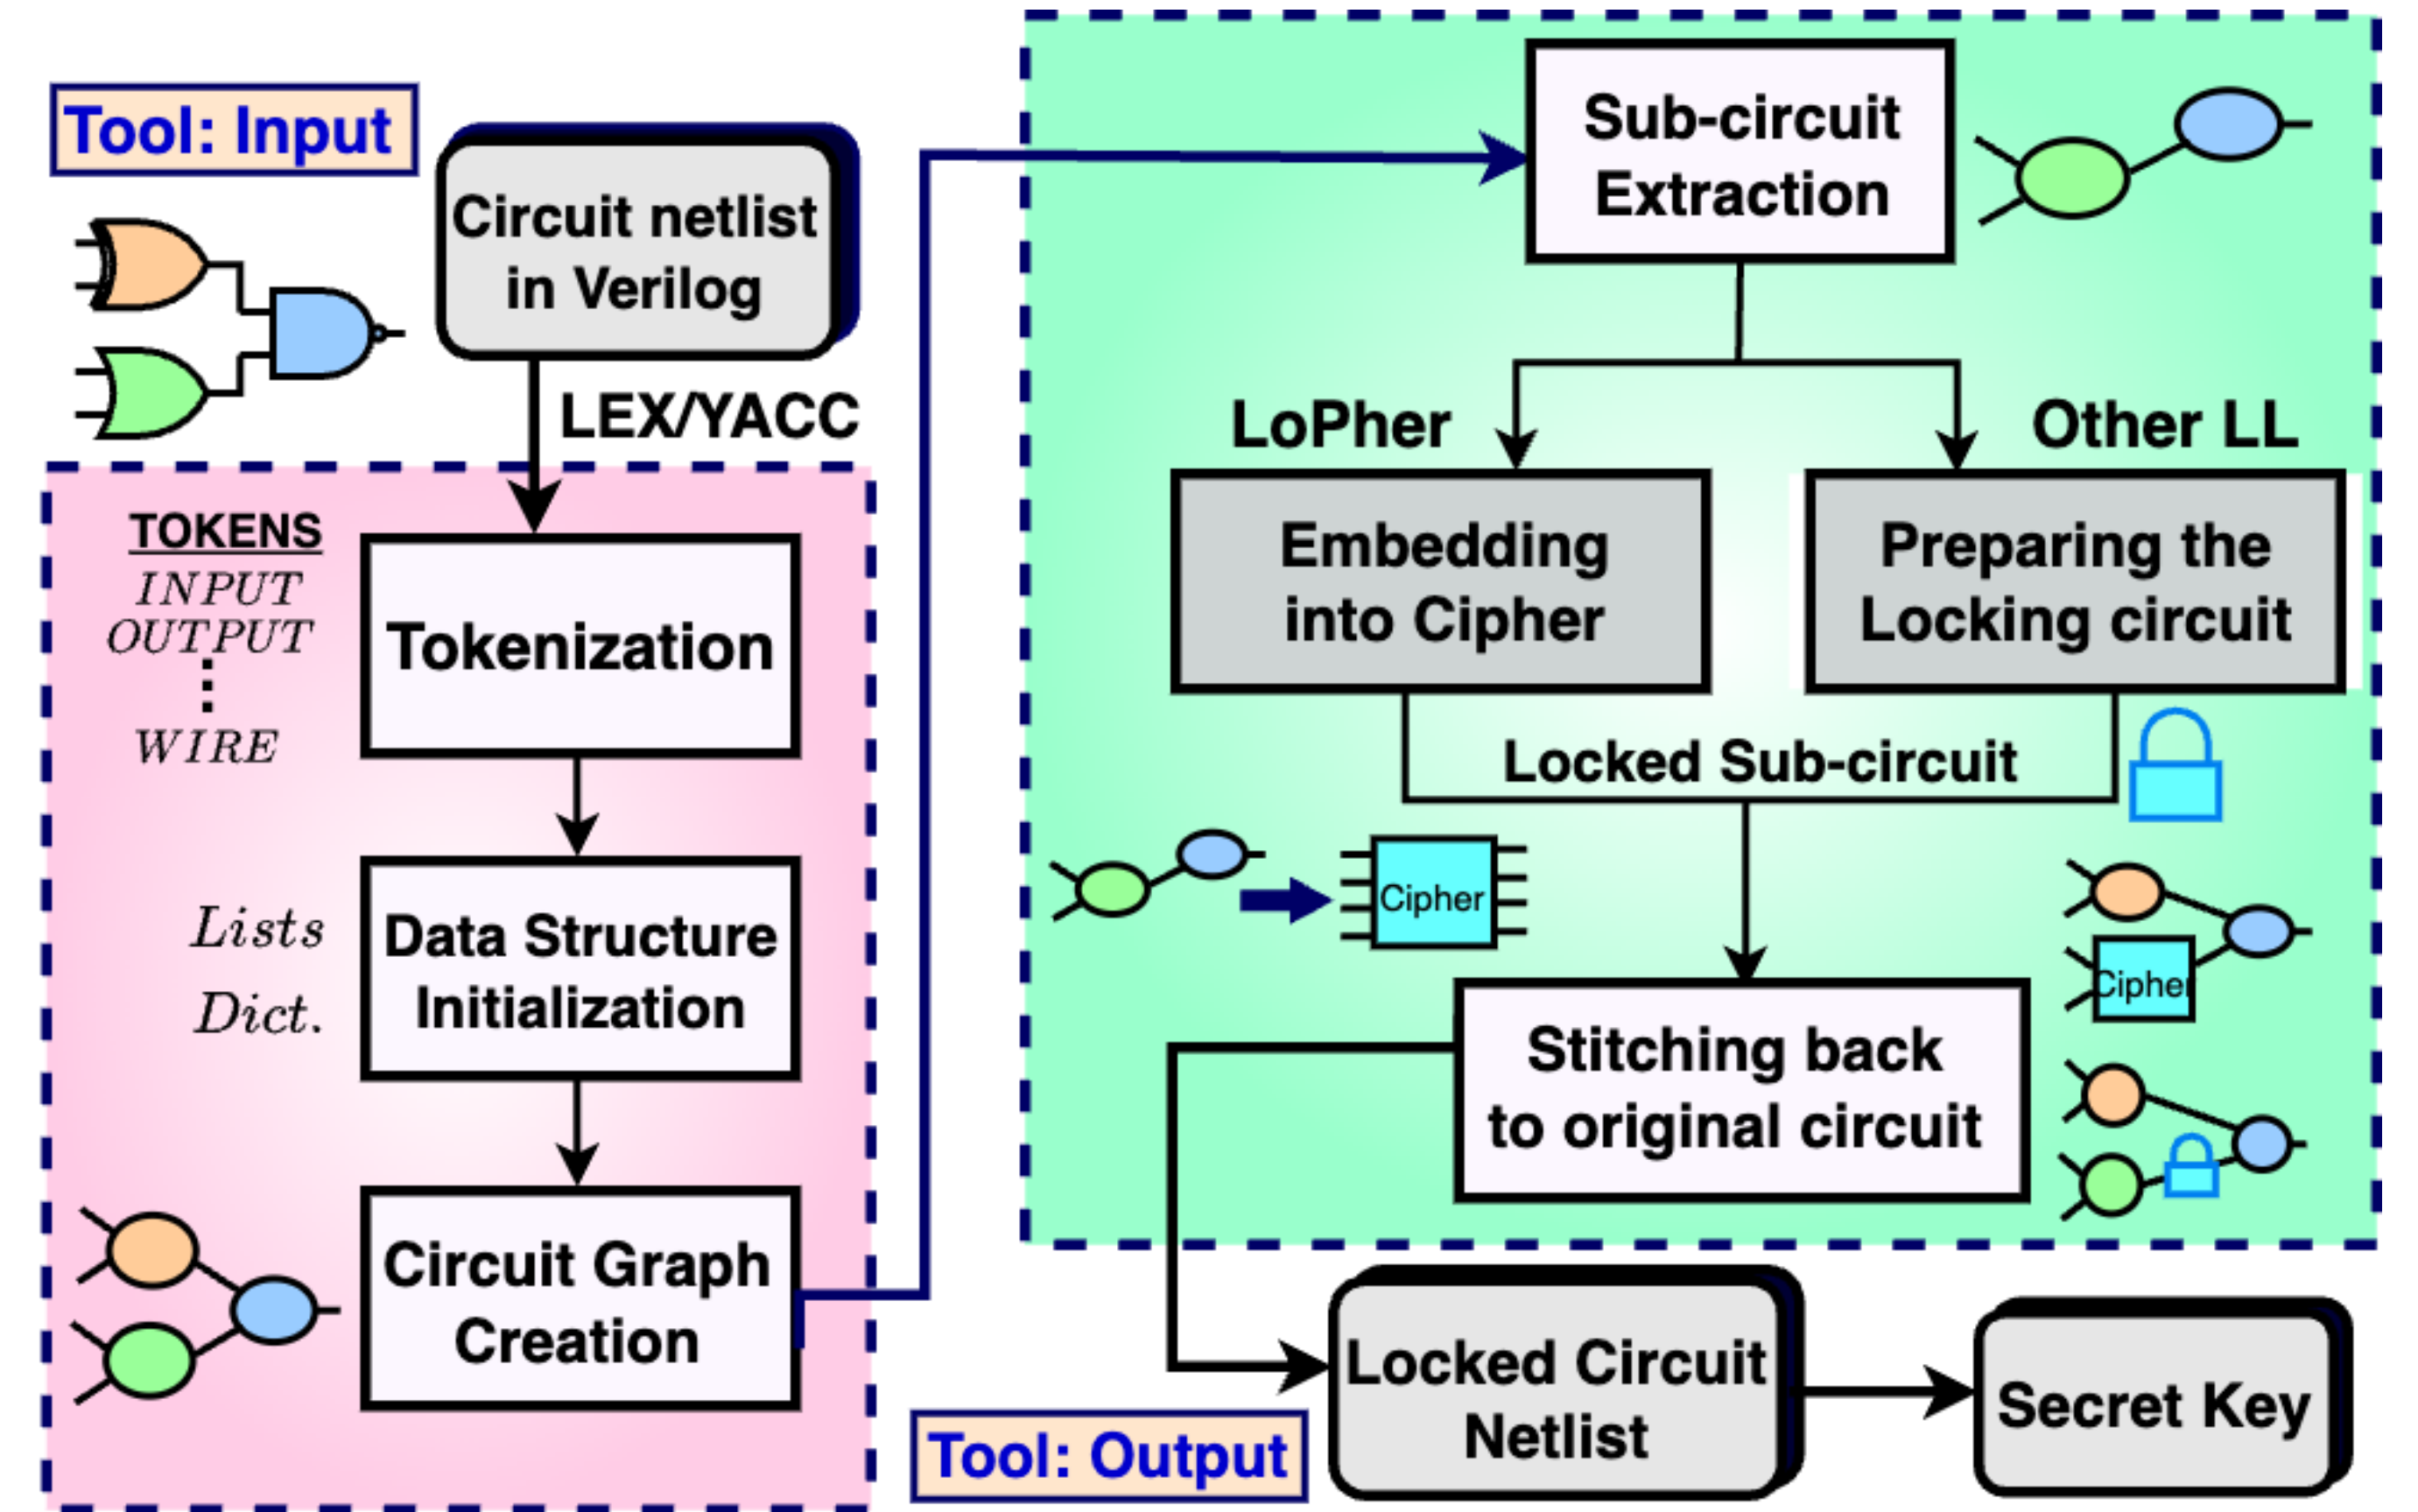 Tool: Input
Circuit netlist
in Verilog
LEX/YACC
TOKENS
INPUT
OUTPUT
WIRE
Tokenization
Lists
Dict.
Data Structure
Initialization
Circuit Graph
Creation
Sub-circuit
Extraction
LoPher
Other LL
Embedding
into Cipher
Preparing the
Locking circuit
Locked Sub-circuit
Cipher
Cipher
Stitching back
to original circuit
Tool: Output
Locked Circuit
Netlist
Secret Key